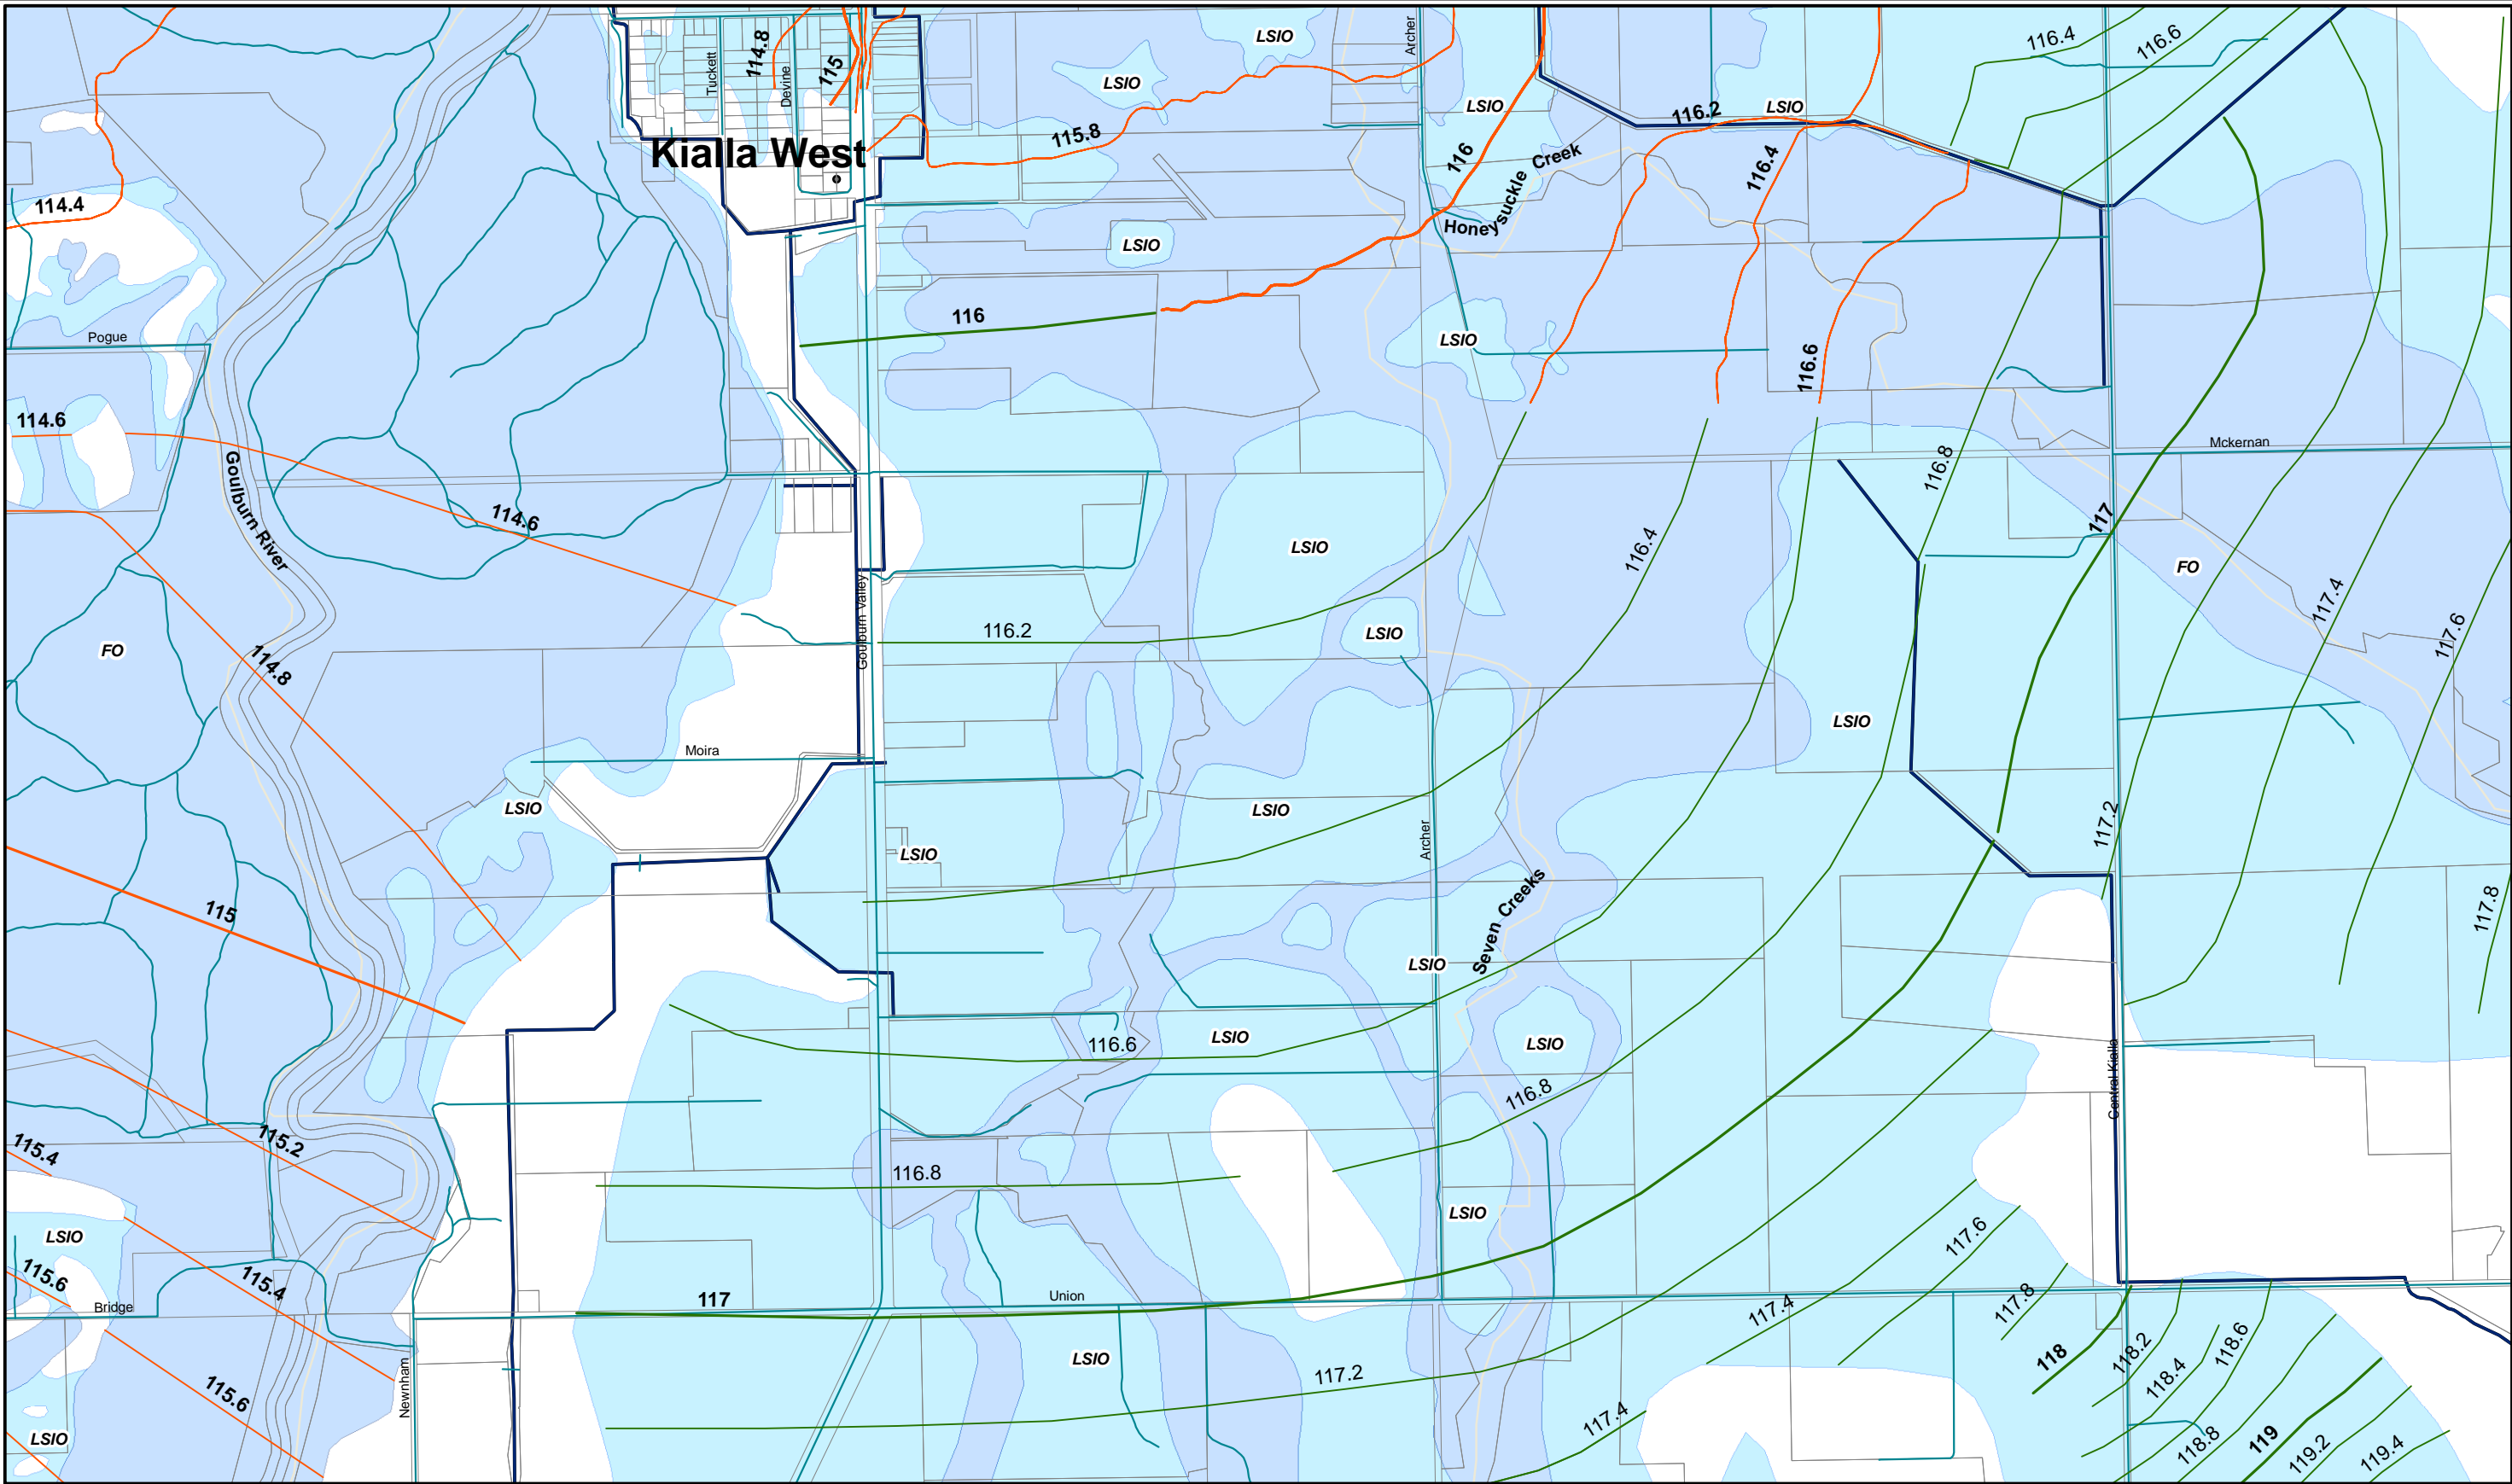 LSIO
Archer
116.4
116.6
114.8
115
Tuckett
Devine
LSIO
LSIO
116.2
LSIO
115.8
Kialla West
116
Honeysuckle Creek
116.4
114.4
LSIO
116
Pogue
LSIO
116.6
114.6
Mckernan
116.8
Goulburn River
114.6
117
LSIO
116.4
FO
117.4
116.2
LSIO
Goulburn Valley
117.6
FO
114.8
LSIO
Moira
LSIO
LSIO
117.2
Archer
LSIO
115
117.8
Seven Creeks
LSIO
LSIO
116.6
LSIO
Central Kialla
116.8
115.4
115.2
116.8
LSIO
LSIO
117.6
115.6
115.4
Bridge
117
Union
117.8
117.4
118
118.2
118.6
LSIO
117.2
118.4
115.6
Newnham
117.4
LSIO
118.8
119
119.2
119.4